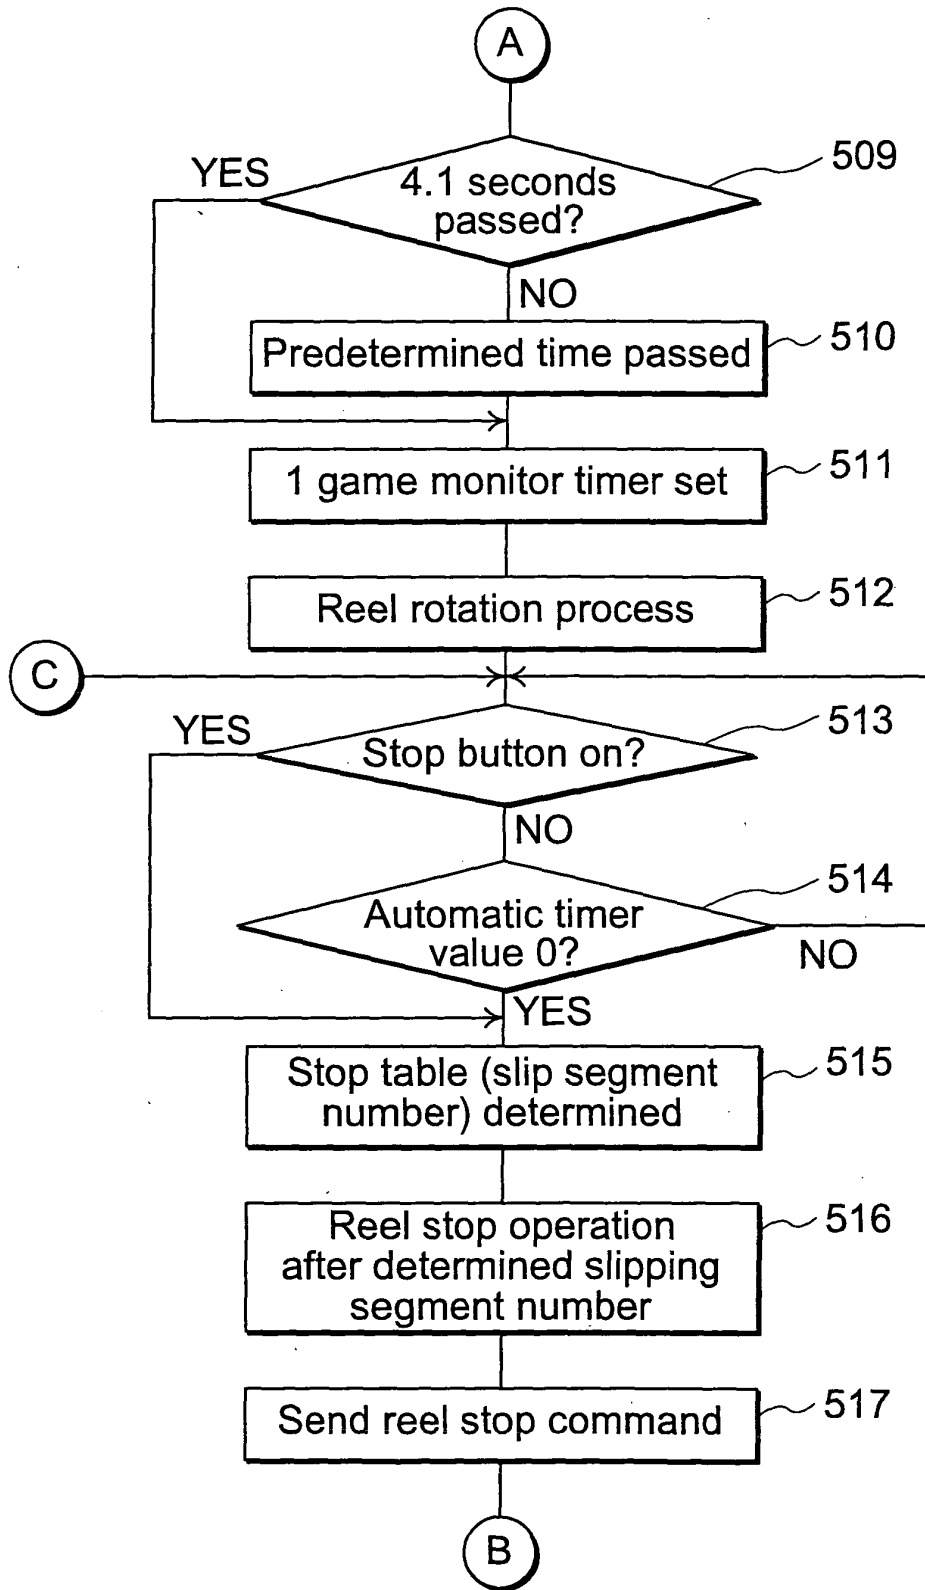 A
509
YES
4.1 seconds
passed?
NO
510
Predetermined time passed
511
1 game monitor timer set
512
Reel rotation process
C
513
YES
Stop button on?
NO
514
Automatic timer
value 0?
NO
YES
515
Stop table (slip segment
number) determined
516
Reel stop operation
after determined slipping
segment number
517
Send reel stop command
B